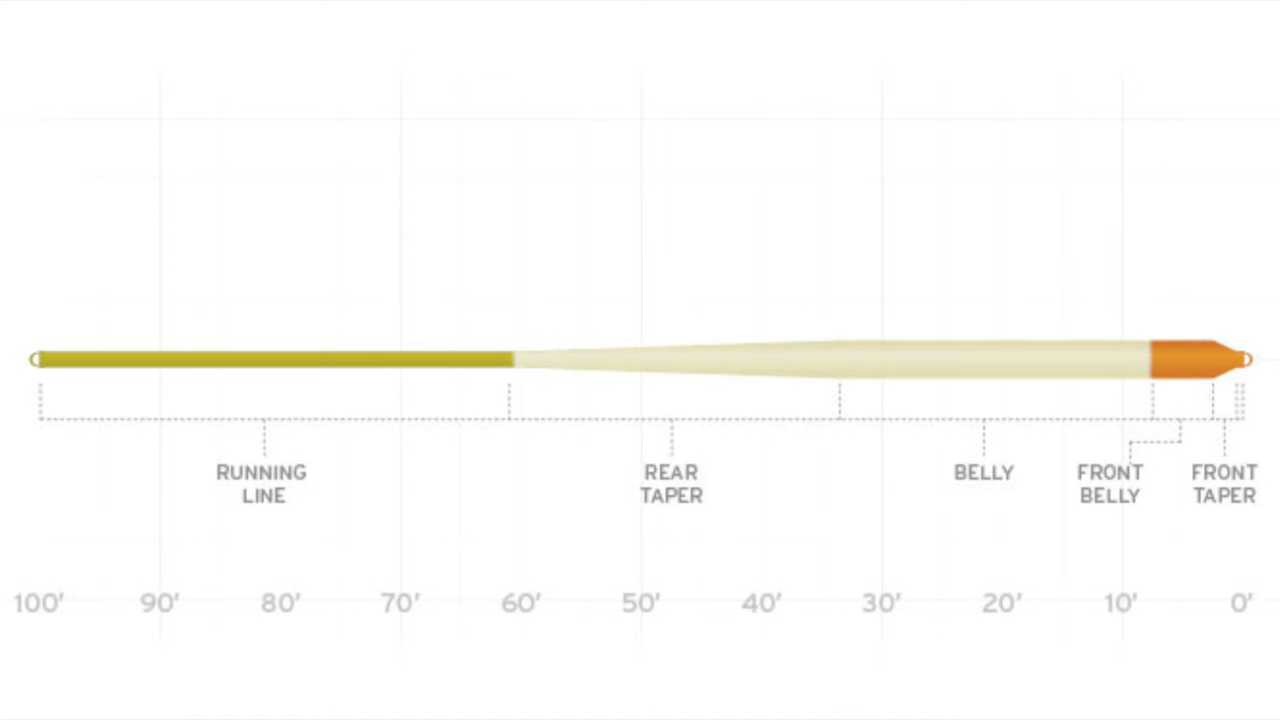 RUNNING
LINE
REAR
TAPER
BELLY
FRONT
BELLY
FRONT
TAPER
100′ 90′ 80′ 70′ 60′ 50′ 40′ 30′ 20′ 10′ 0′